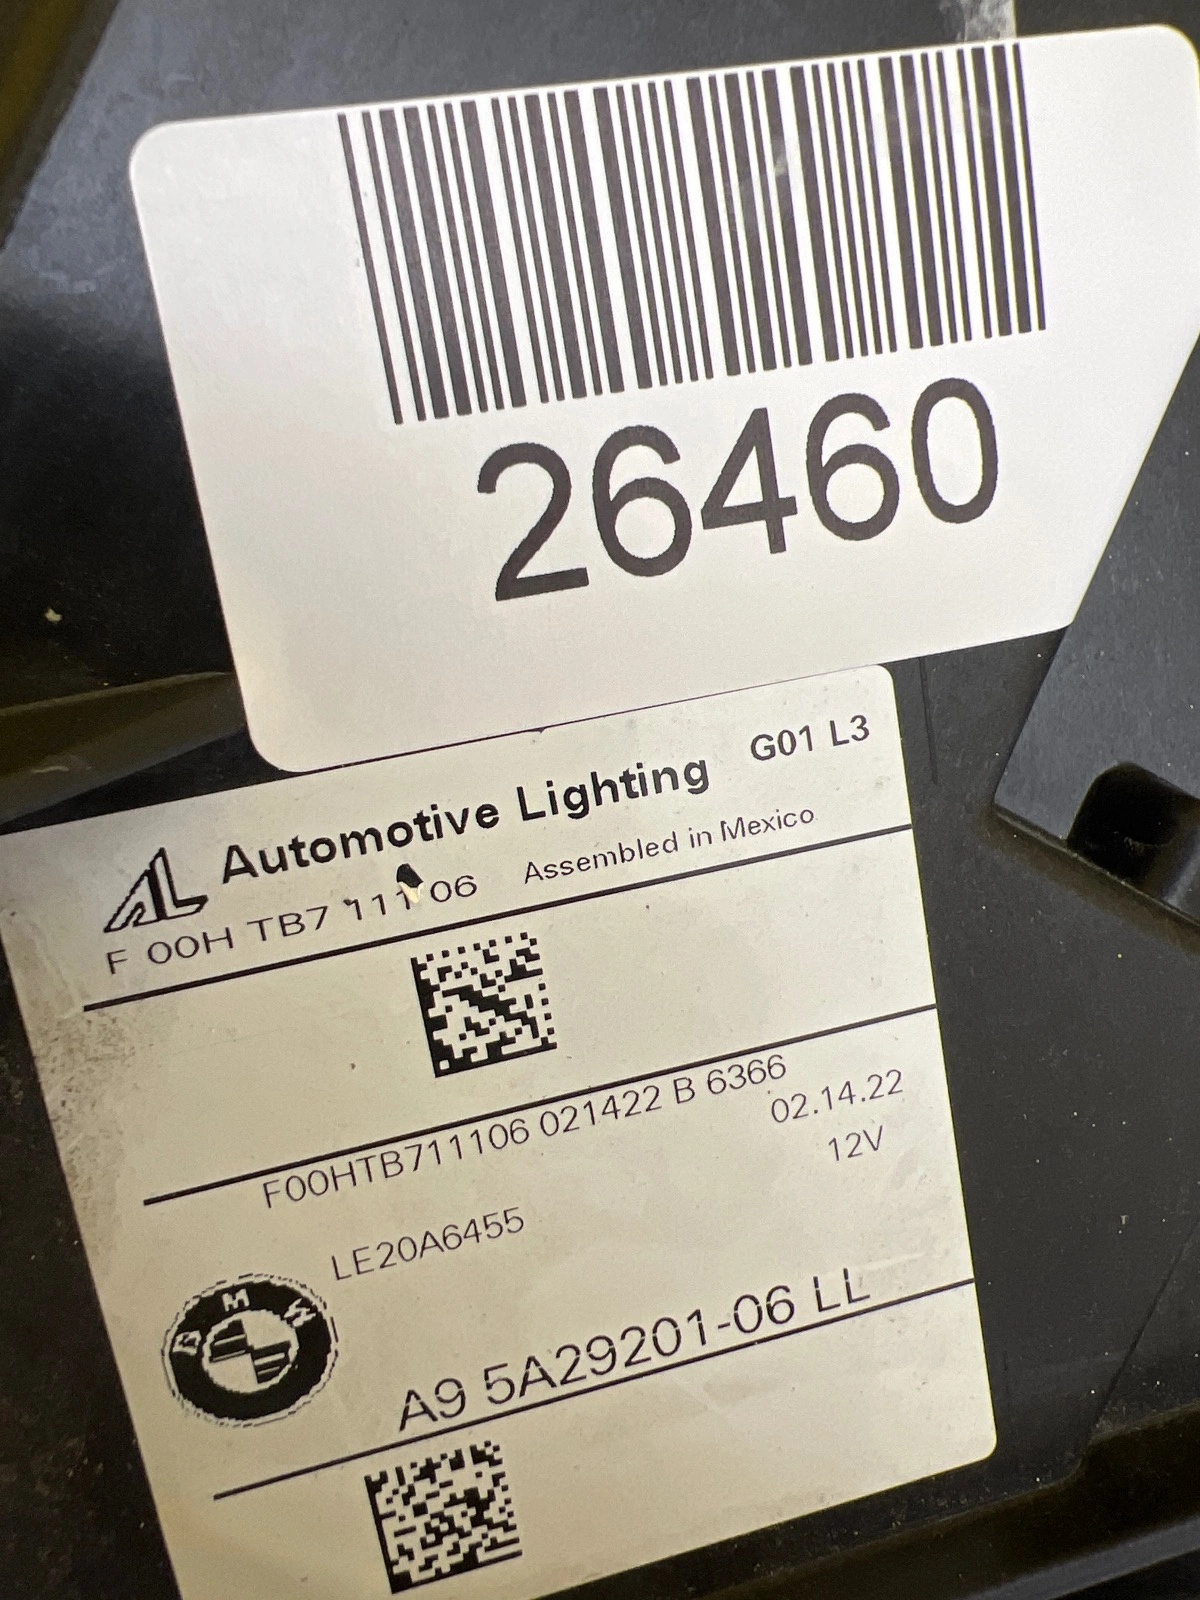 26460
G01 L3
Automotive Lighting
F 00H TB7 111 06 Assembled in Mexico
F00HTB711106 021422 B 6366
02.14.22
12V
LE20A6455
BMW
A9 5A29201-06 LL